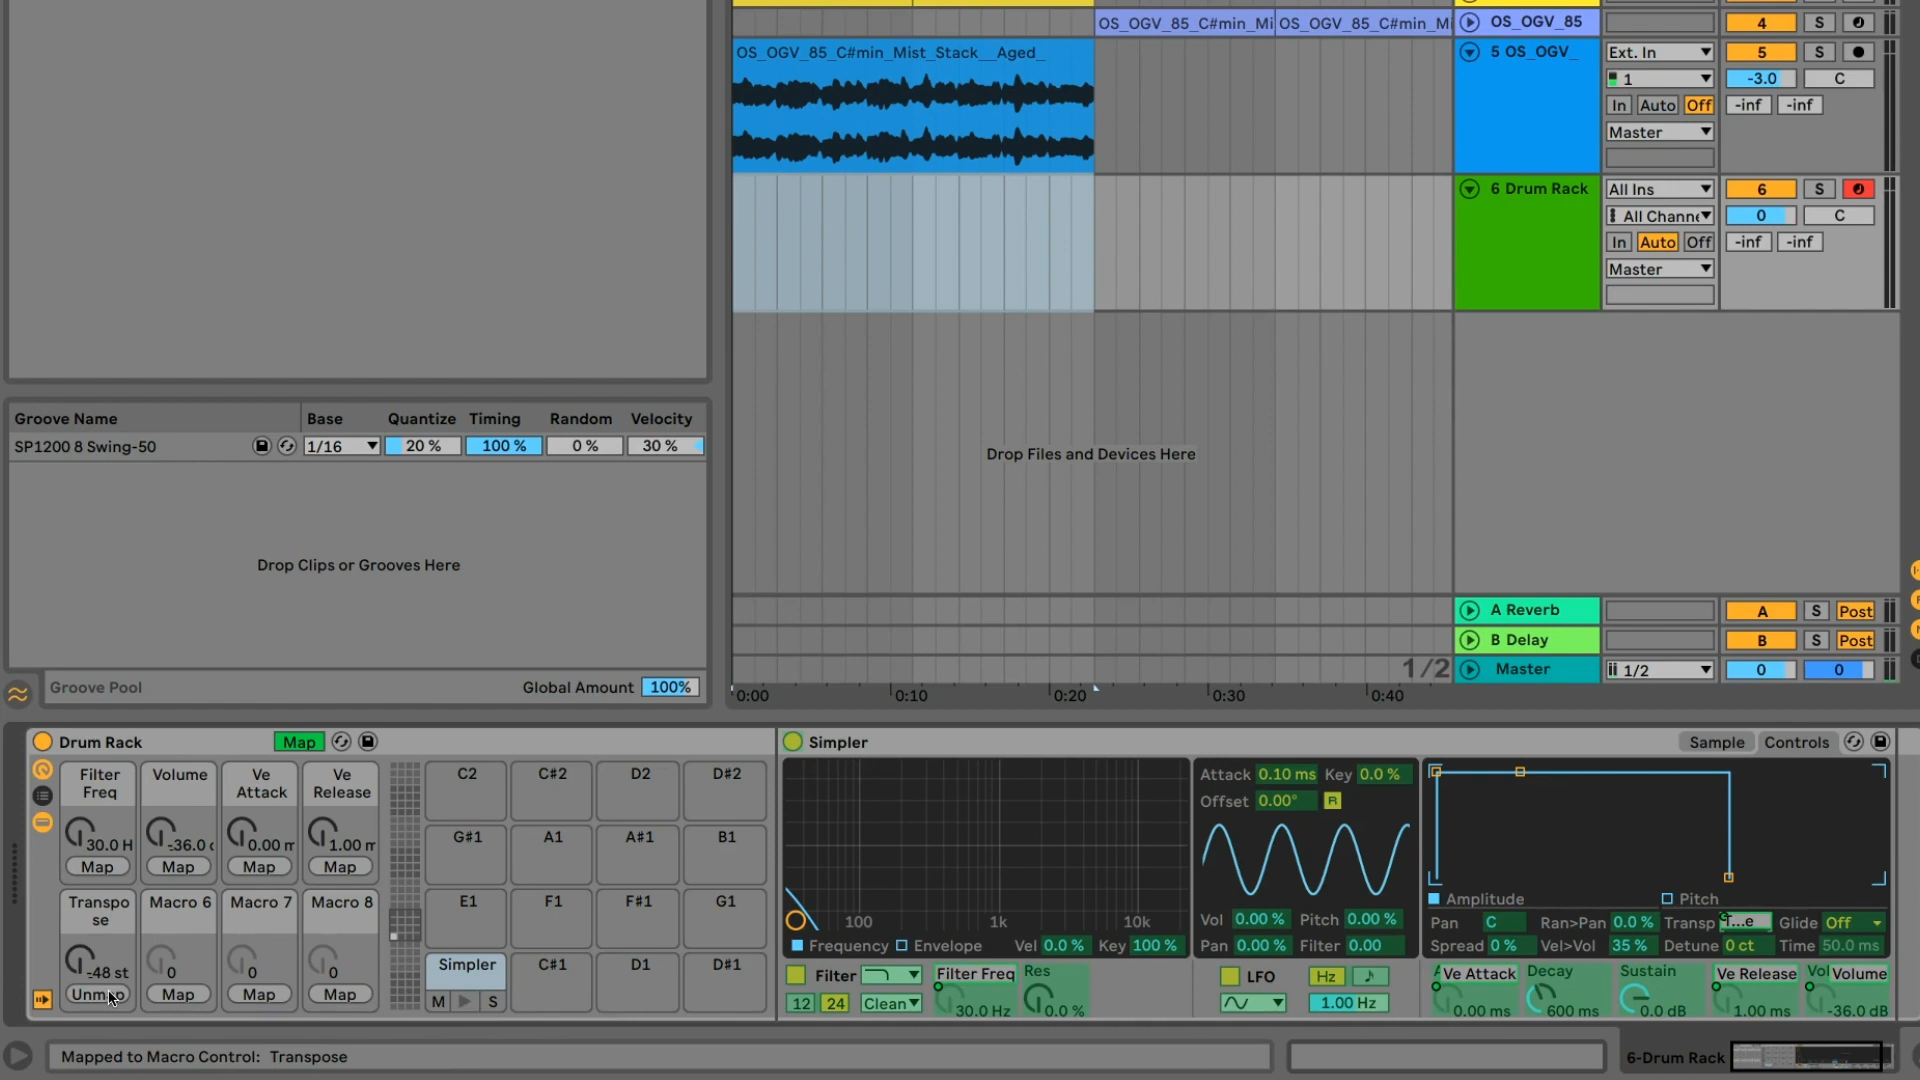 OS_OGV_85_C#min_Mi
OS_OGV_85_C#min_Mi
OS_OGV_85
4
S
OS_OGV_85_C#min_Mist_Stack__Aged_
5 OS_OGV_
Ext. In
5
S
1
-3.0
C
In
Auto
Off
-inf
-inf
Master
6 Drum Rack
All Ins
6
S
All Channe
0
C
In
Auto
Off
-inf
-inf
Master
Groove Name
Base
Quantize
Timing
Random
Velocity
SP1200 8 Swing-50
1/16
20 %
100 %
0 %
30 %
Drop Files and Devices Here
Drop Clips or Grooves Here
A Reverb
A
S
Post
B Delay
B
S
Post
1/2
Master
1/2
0
0
Groove Pool
Global Amount
100%
0:00
0:10
0:20
0:30
0:40
Drum Rack
Map
Filter Freq
Volume
Ve Attack
Ve Release
30.0 H
-36.0
0.00 m
1.00 m
Map
Map
Map
Map
Transpo
se
Macro 6
Macro 7
Macro 8
-48 st
0
0
0
Map
Map
Map
C2
C#2
D2
D#2
G#1
A1
A#1
B1
E1
F1
F#1
G1
Simpler
C#1
D1
D#1
M
S
Simpler
Sample
Controls
100
1k
10k
Frequency
Envelope
Vel
0.0 %
Key
100 %
Filter
Filter Freq
Res
12
24
Clean
30.0 Hz
0.0 %
Attack
0.10 ms
Key
0.0 %
Offset
0.00°
R
Vol
0.00 %
Pitch
0.00 %
Pan
0.00 %
Filter
0.00
LFO
Hz
1.00 Hz
Amplitude
Pitch
Pan
C
Ran>Pan
0.0 %
Transp
T...e
Glide
Off
Spread
0 %
Vel>Vol
35 %
Detune
0 ct
Time
50.0 ms
Ve Attack
Decay
Sustain
Ve Release
Vol
Volume
0.00 ms
600 ms
0.0 dB
1.00 ms
-36.0 dB
Mapped to Macro Control: Transpose
6-Drum Rack